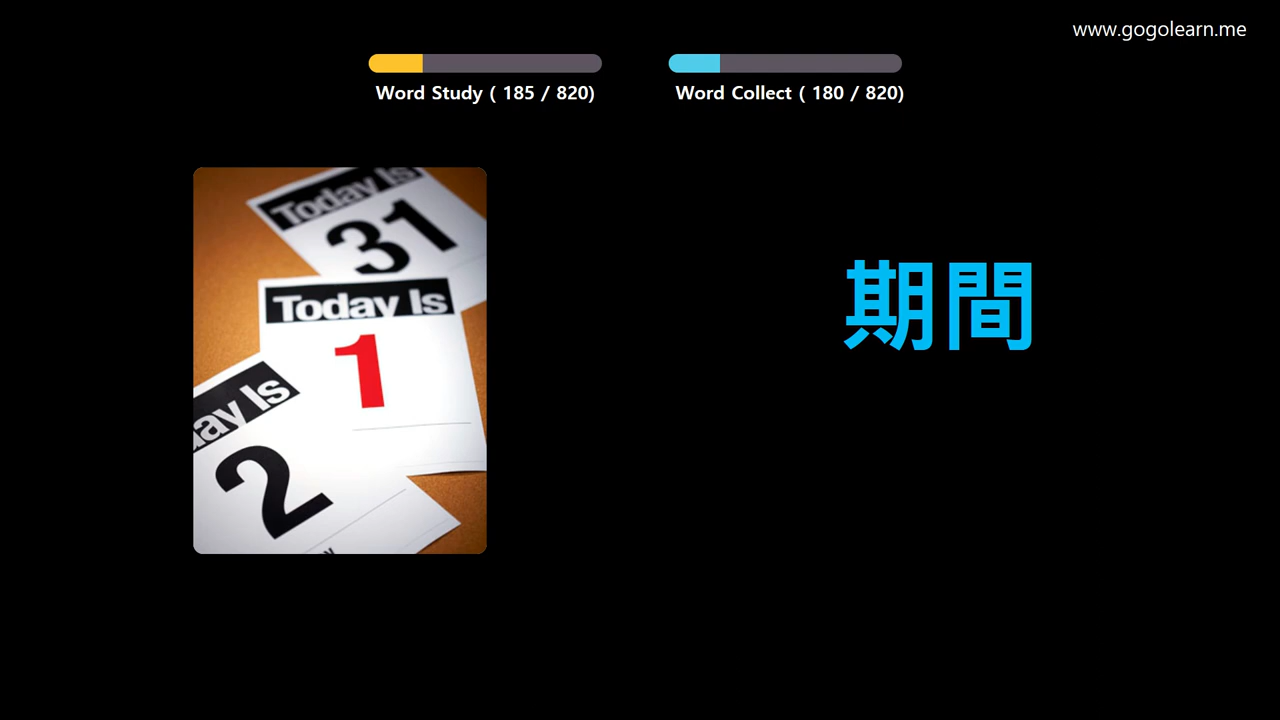 www.gogolearn.me
Word Study ( 185 / 820)
Word Collect ( 180 / 820)
Today Is
31
Today Is
1
ay Is
2
期間